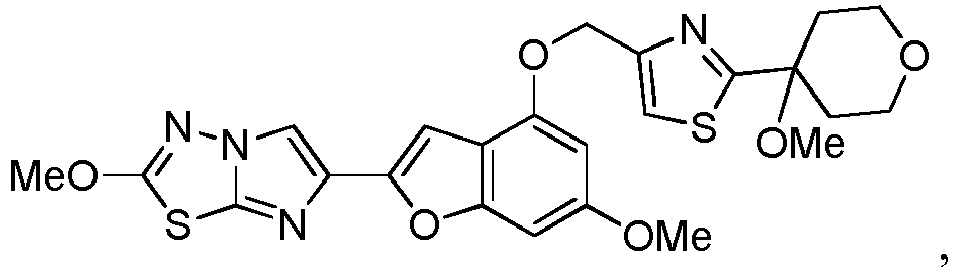 O N O
N N S OMe
MeO
S N O OMe ,